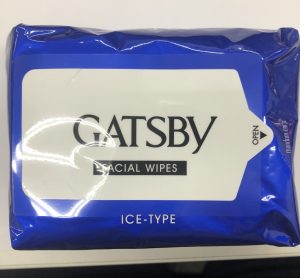 GATSBY
FACIAL WIPES
OPEN
ICE-TYPE